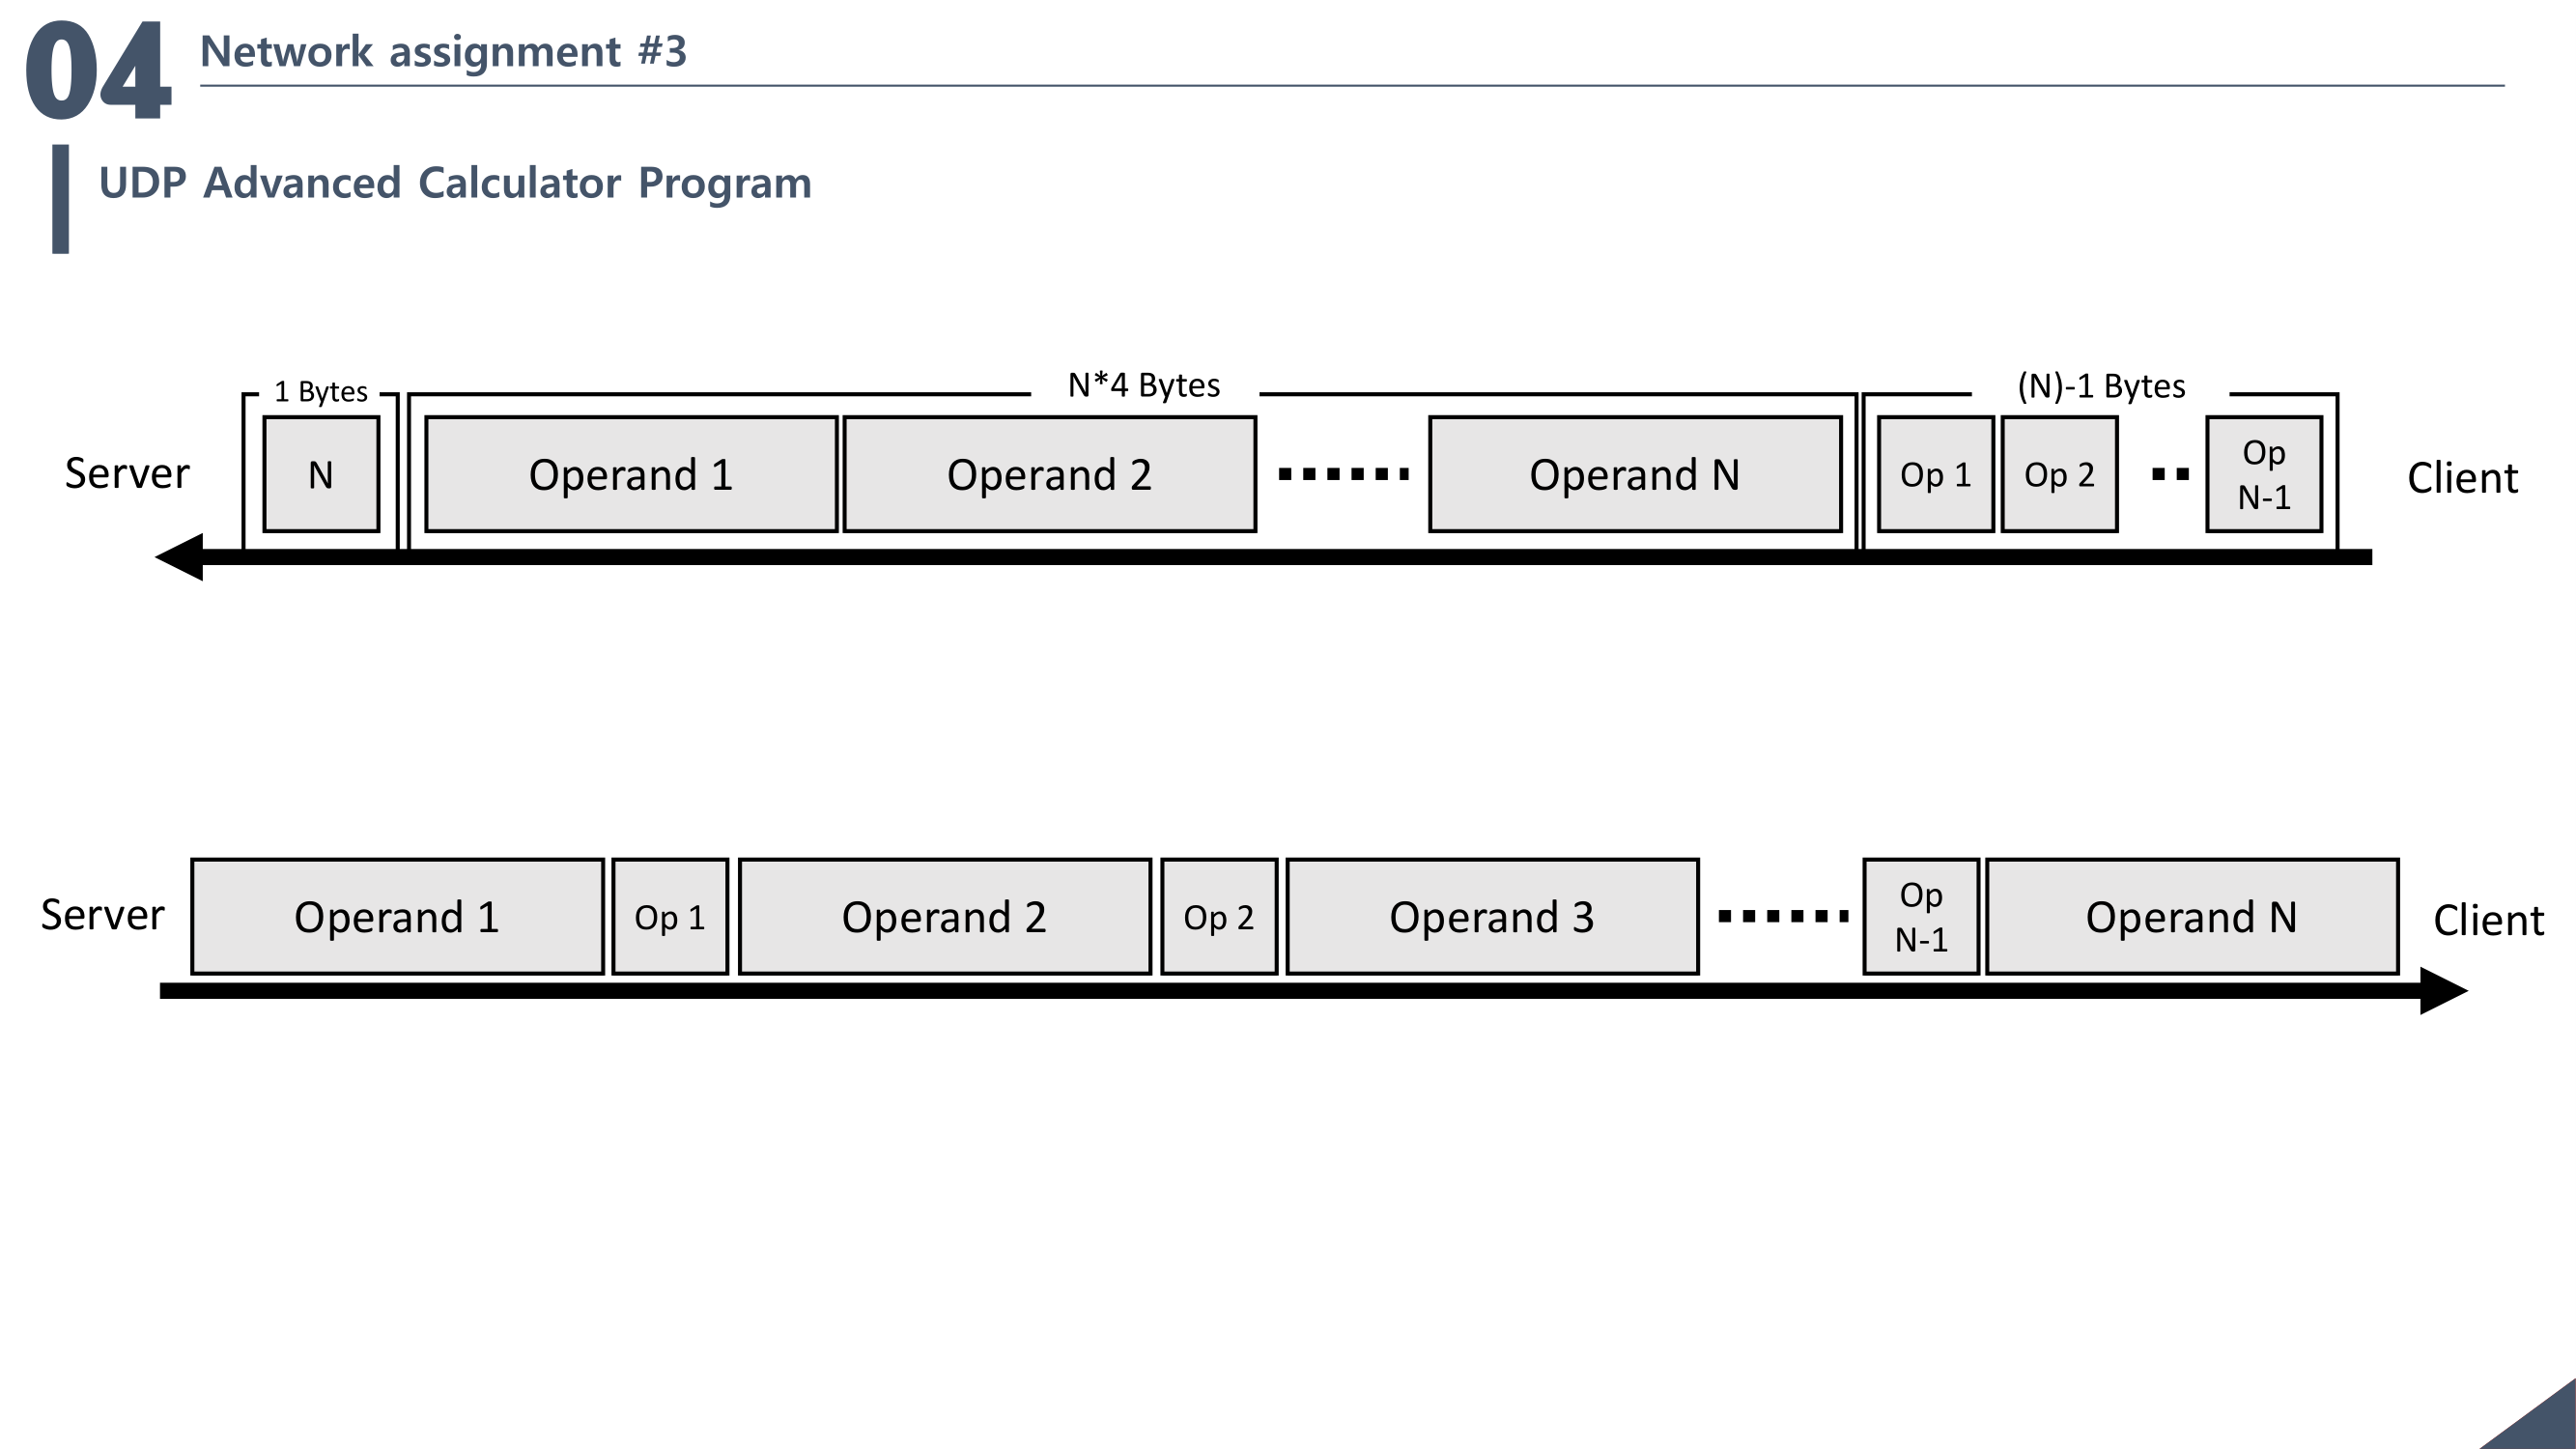 04
Network assignment #3
UDP Advanced Calculator Program
1 Bytes
N*4 Bytes
(N)-1 Bytes
Server
N
Operand 1
Operand 2
Operand N
Op 1
Op 2
Op
N-1
Client
Server
Operand 1
Op 1
Operand 2
Op 2
Operand 3
Op
N-1
Operand N
Client